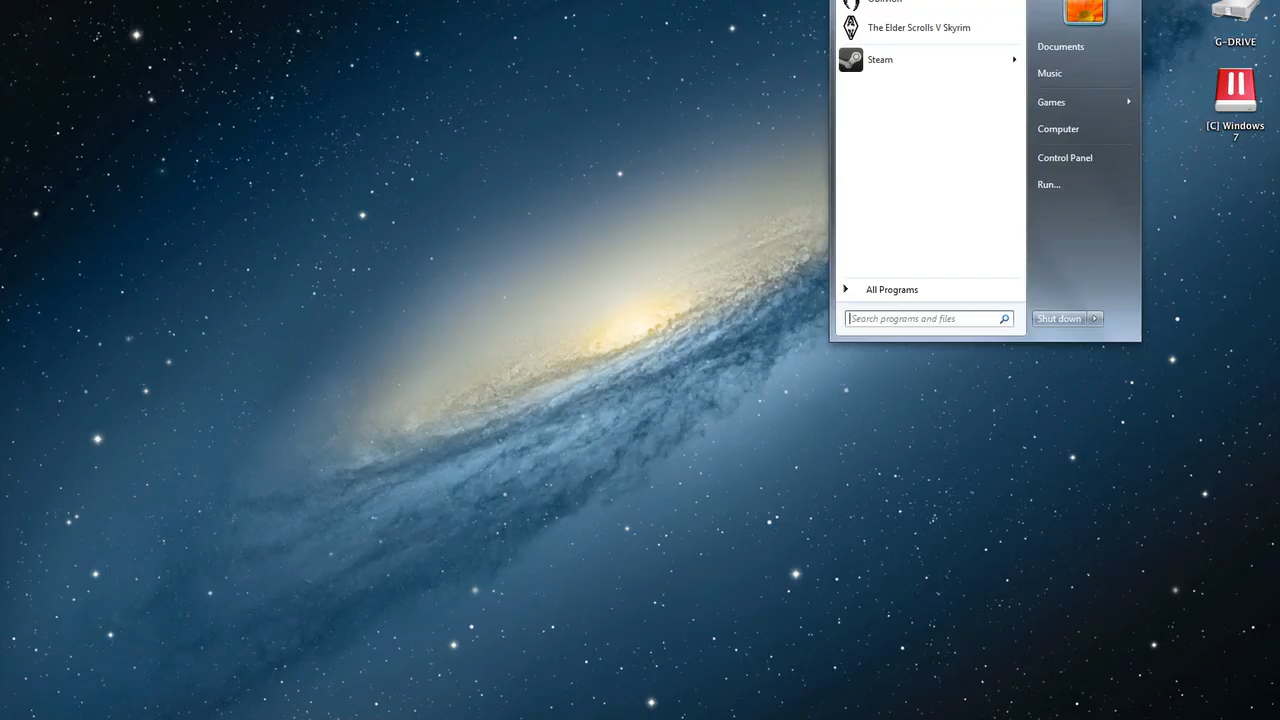 Oblivion
The Elder Scrolls V Skyrim
Steam
All Programs
Search programs and files
Documents
Music
Games
Computer
Control Panel
Run...
Shut down
G-DRIVE
[C] Windows
7